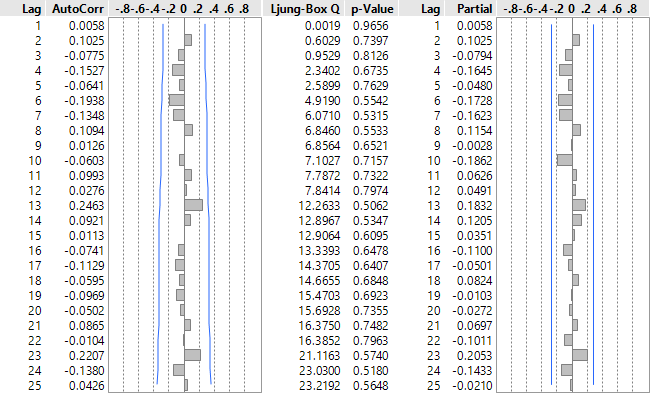 Lag AutoCorr -.8-.6-.4-.2 0 .2 .4 .6 .8 Ljung-Box Q p-Value Lag Partial -.8-.6-.4-.2 0 .2 .4 .6 .8
1 0.0058 0.0019 0.9656 1 0.0058
2 0.1025 0.6029 0.7397 2 0.1025
3 -0.0775 0.9529 0.8126 3 -0.0794
4 -0.1527 2.3402 0.6735 4 -0.1645
5 -0.0641 2.5899 0.7629 5 -0.0480
6 -0.1938 4.9190 0.5542 6 -0.1728
7 -0.1348 6.0710 0.5315 7 -0.1623
8 0.1094 6.8460 0.5533 8 0.1154
9 0.0126 6.8564 0.6521 9 -0.0028
10 -0.0603 7.1027 0.7157 10 -0.1862
11 0.0993 7.7872 0.7322 11 0.0626
12 0.0276 7.8414 0.7974 12 0.0491
13 0.2463 12.2633 0.5062 13 0.1832
14 0.0921 12.8967 0.5347 14 0.1205
15 0.0113 12.9064 0.6095 15 0.0351
16 -0.0741 13.3393 0.6478 16 -0.1100
17 -0.1129 14.3705 0.6407 17 -0.0501
18 -0.0595 14.6655 0.6848 18 0.0824
19 -0.0969 15.4703 0.6923 19 -0.0103
20 -0.0502 15.6928 0.7355 20 -0.0272
21 0.0865 16.3750 0.7482 21 0.0697
22 -0.0104 16.3852 0.7963 22 -0.1011
23 0.2207 21.1163 0.5740 23 0.2053
24 -0.1380 23.0300 0.5180 24 -0.1433
25 0.0426 23.2192 0.5648 25 -0.0210